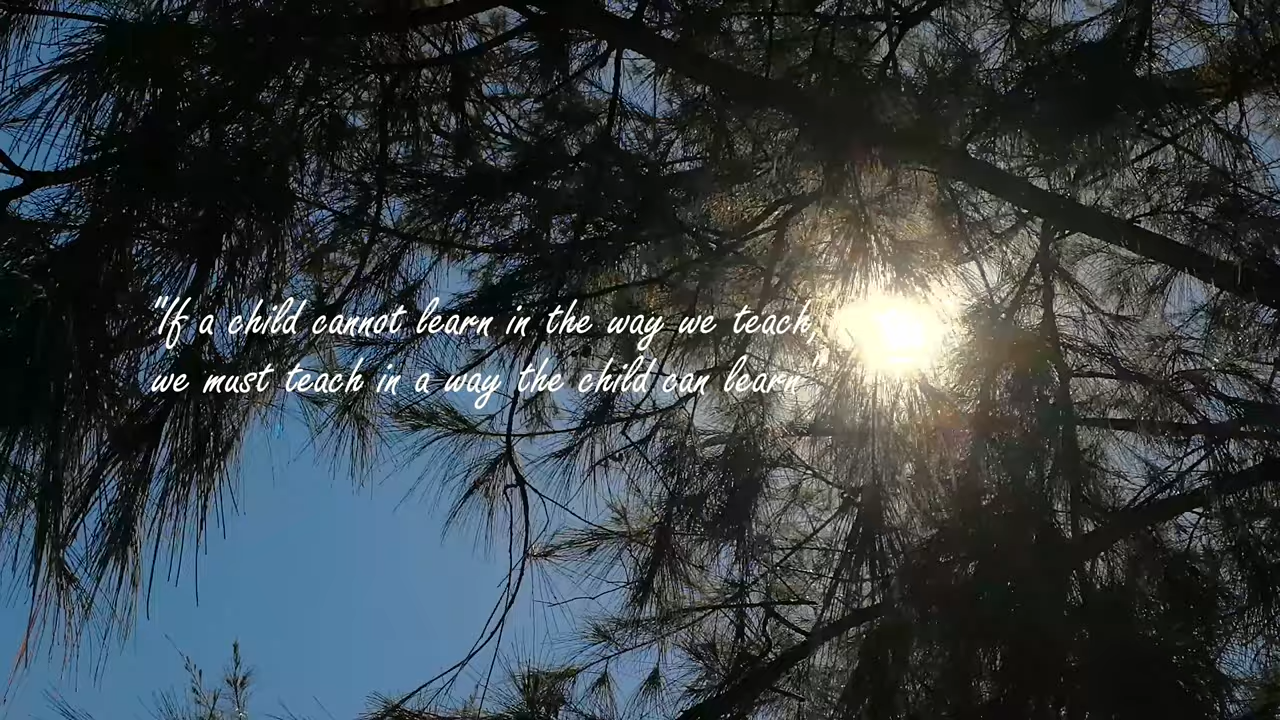 "If a child cannot learn in the way we teach,
we must teach in a way the child can learn"